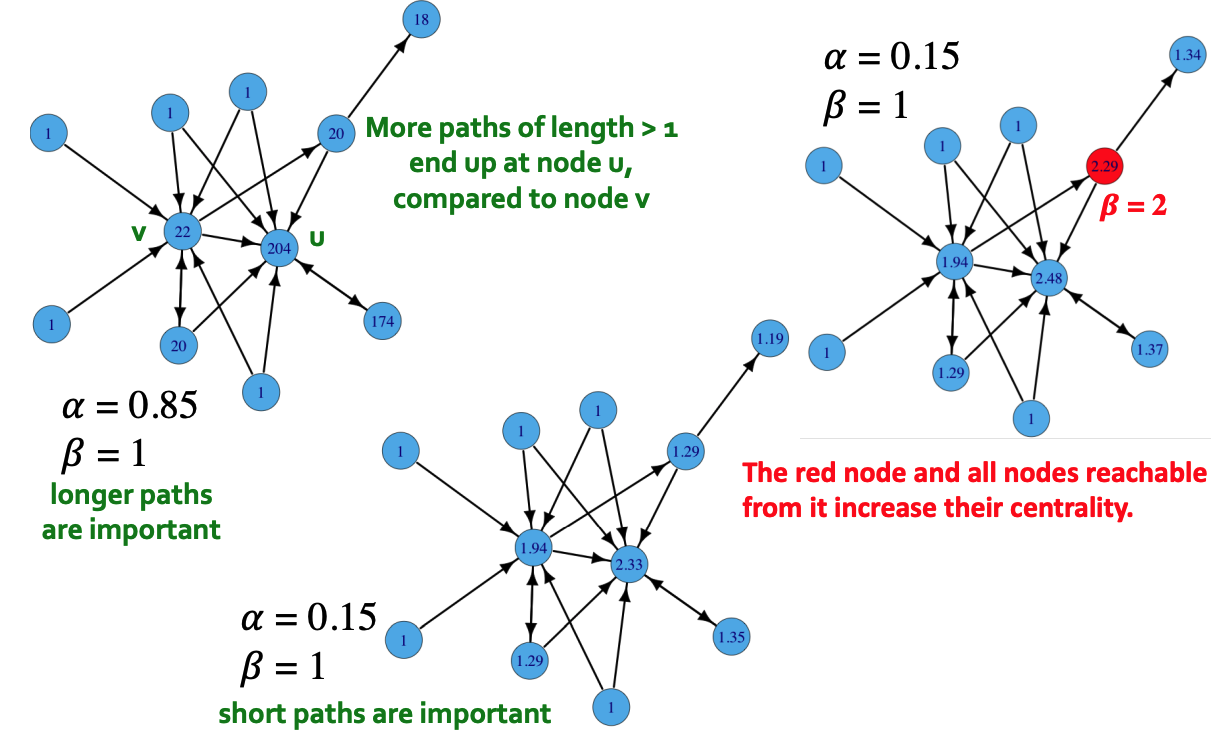 18
1
1
20
1
22
v
204
u
1
20
174
1
More paths of length > 1
end up at node u,
compared to node v
α = 0.85
β = 1
longer paths
are important
α = 0.15
β = 1
1.34
1
1
2.29
β = 2
1
1.94
2.48
1
1.29
1.37
1
The red node and all nodes reachable
from it increase their centrality.
1.19
1
1
1.29
1
1.94
2.33
1
1.29
1.35
1
α = 0.15
β = 1
short paths are important